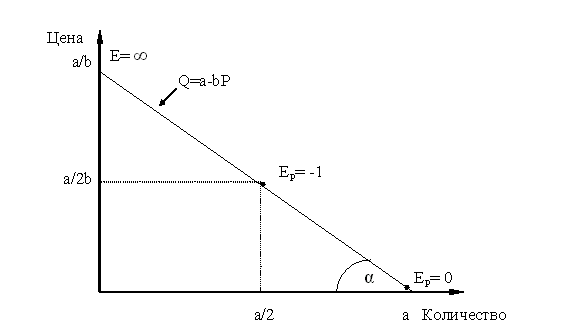 Цена
a/b
E= ∞
Q=a-bP
a/2b
EP= -1
α
EP= 0
a/2
a
Количество